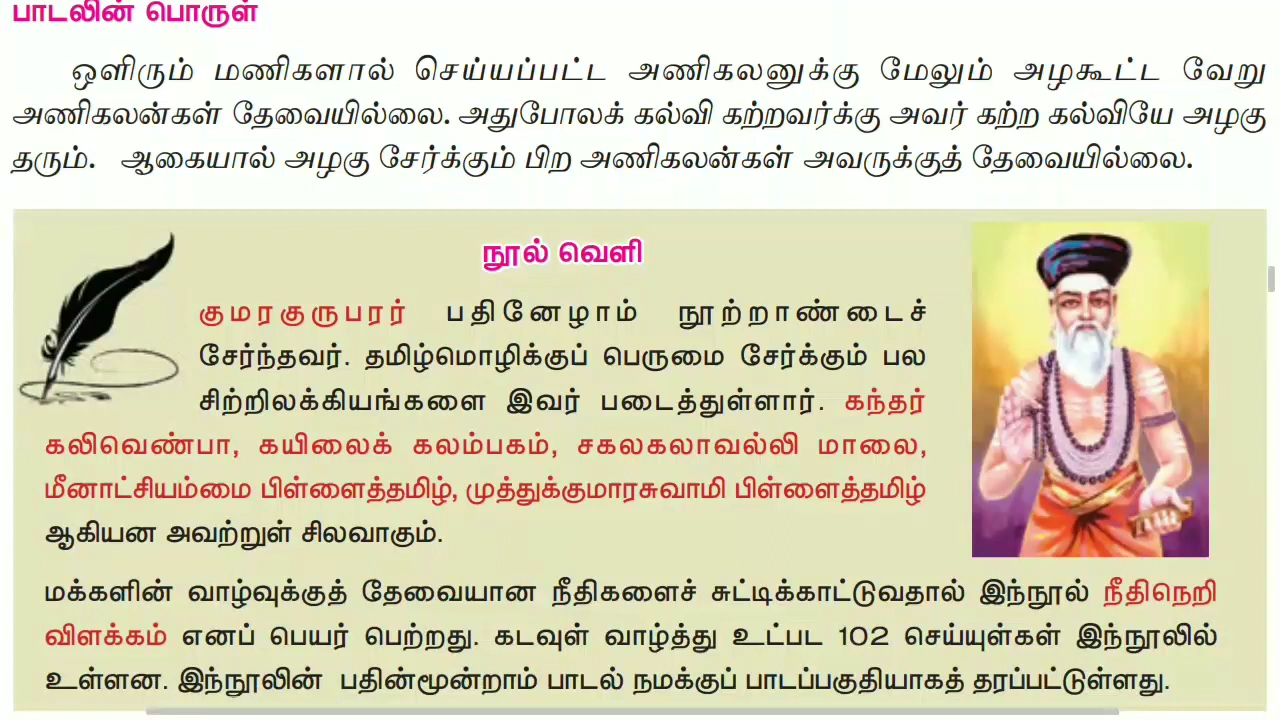 பாடலின் பொருள்
ஒளிரும் மணிகளால் செய்யப்பட்ட அணிகலனுக்கு மேலும் அழகூட்ட வேறு
அணிகலன்கள் தேவையில்லை. அதுபோலக் கல்வி கற்றவர்க்கு அவர் கற்ற கல்வியே அழகு
தரும். ஆகையால் அழகு சேர்க்கும் பிற அணிகலன்கள் அவருக்குத் தேவையில்லை.
நூல் வெளி
குமரகுருபரர் பதினேழாம் நூற்றாண்டைச்
சேர்ந்தவர். தமிழ்மொழிக்குப் பெருமை சேர்க்கும் பல
சிற்றிலக்கியங்களை இவர் படைத்துள்ளார். கந்தர்
கலிவெண்பா, கயிலைக் கலம்பகம், சகலகலாவல்லி மாலை,
மீனாட்சியம்மை பிள்ளைத்தமிழ், முத்துக்குமாரசுவாமி பிள்ளைத்தமிழ்
ஆகியன அவற்றுள் சிலவாகும்.
மக்களின் வாழ்வுக்குத் தேவையான நீதிகளைச் சுட்டிக்காட்டுவதால் இந்நூல் நீதிநெறி
விளக்கம் எனப் பெயர் பெற்றது. கடவுள் வாழ்த்து உட்பட 102 செய்யுள்கள் இந்நூலில்
உள்ளன. இந்நூலின் பதின்மூன்றாம் பாடல் நமக்குப் பாடப்பகுதியாகத் தரப்பட்டுள்ளது.